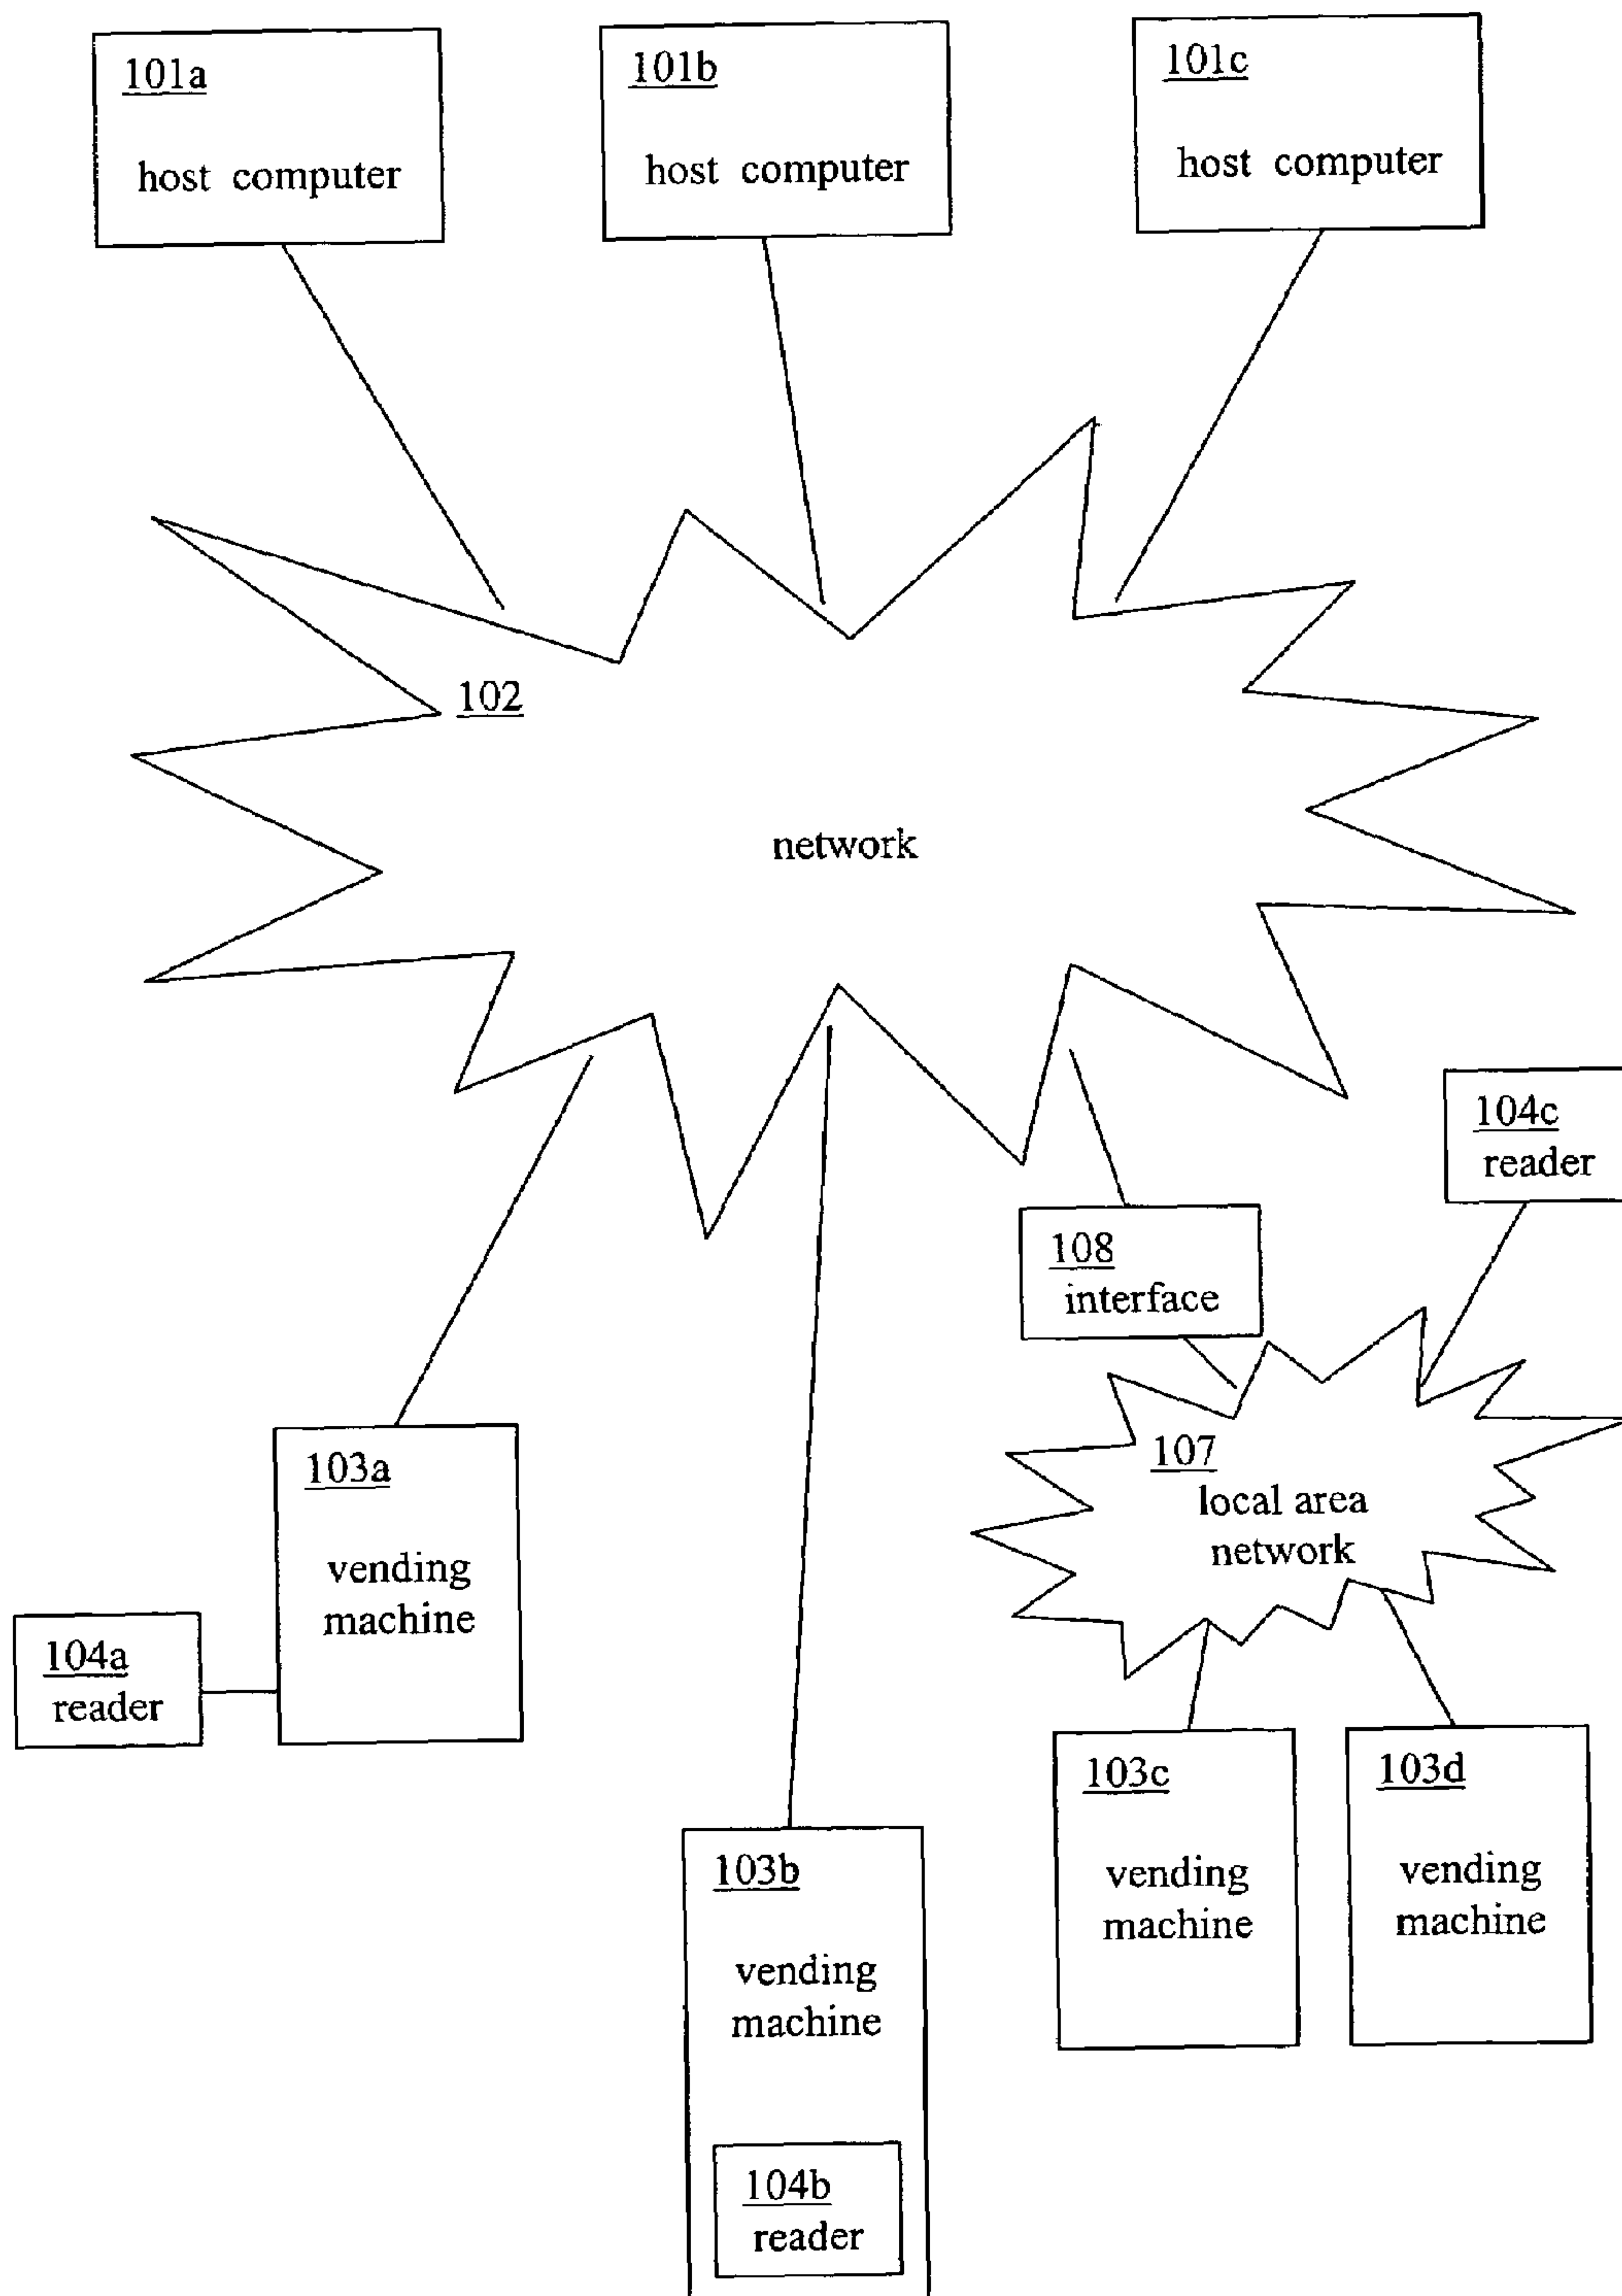 101a
host computer
101b
host computer
101c
host computer
102
network
104c
reader
108
interface
103a
vending
machine
107
local area
network
104a
reader
103c
vending
machine
103d
vending
machine
103b
vending
machine
104b
reader